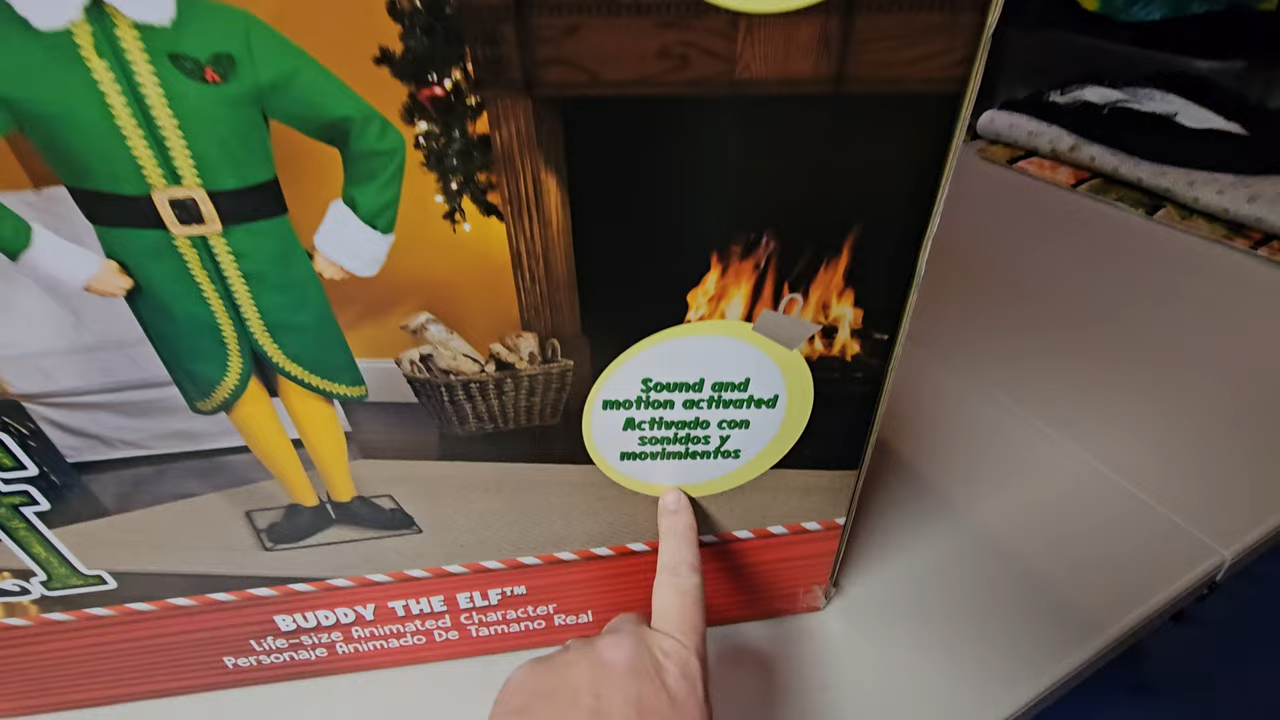 Sound and
motion activated
Activado con
sonidos y
movimientos
BUDDY THE ELF™
Life-size Animated Character
Personaje Animado De Tamano Real